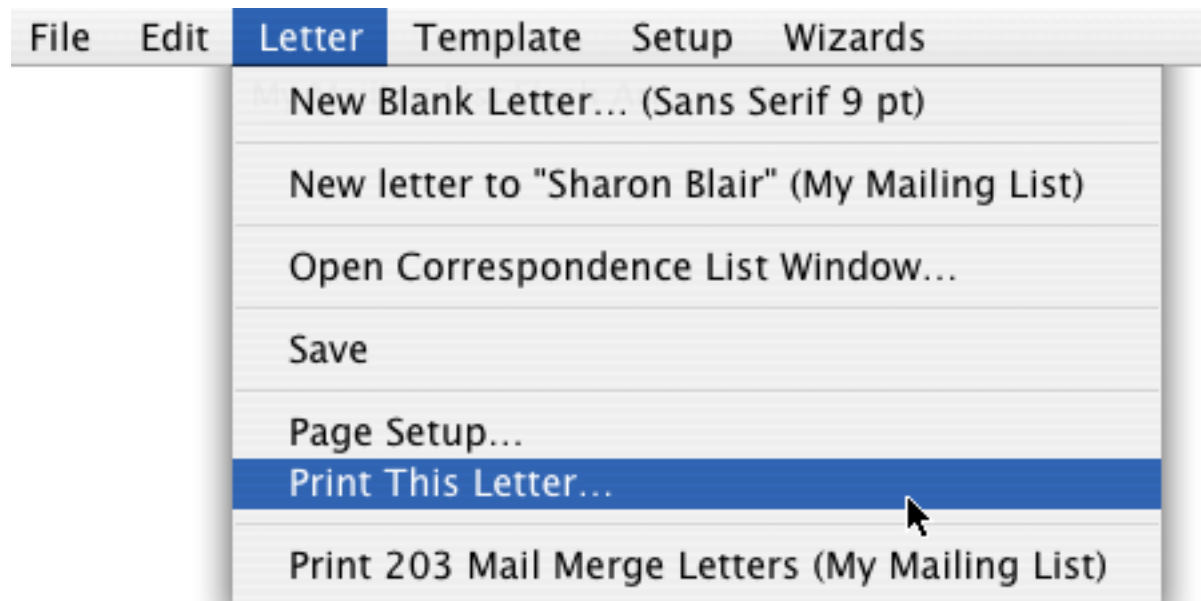 File Edit Letter Template Setup Wizards
New Blank Letter... (Sans Serif 9 pt)
New letter to "Sharon Blair" (My Mailing List)
Open Correspondence List Window...
Save
Page Setup...
Print This Letter...
Print 203 Mail Merge Letters (My Mailing List)